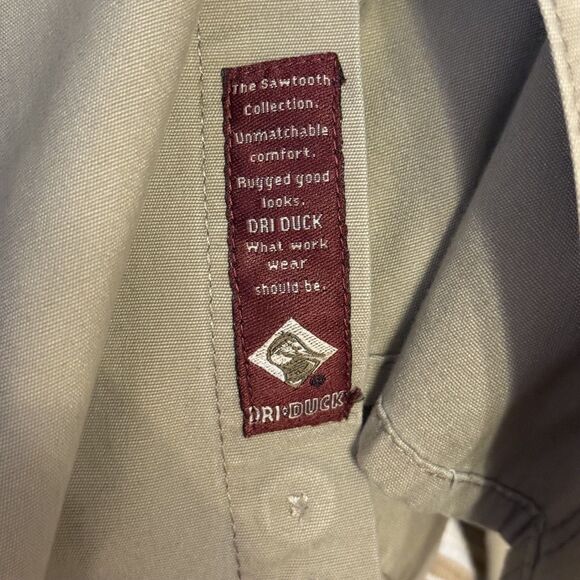 The Sawtooth
Collection.
Unmatchable
comfort.
Rugged good
looks.
DRI DUCK
What work
wear
should be.
®
DRI·DUCK